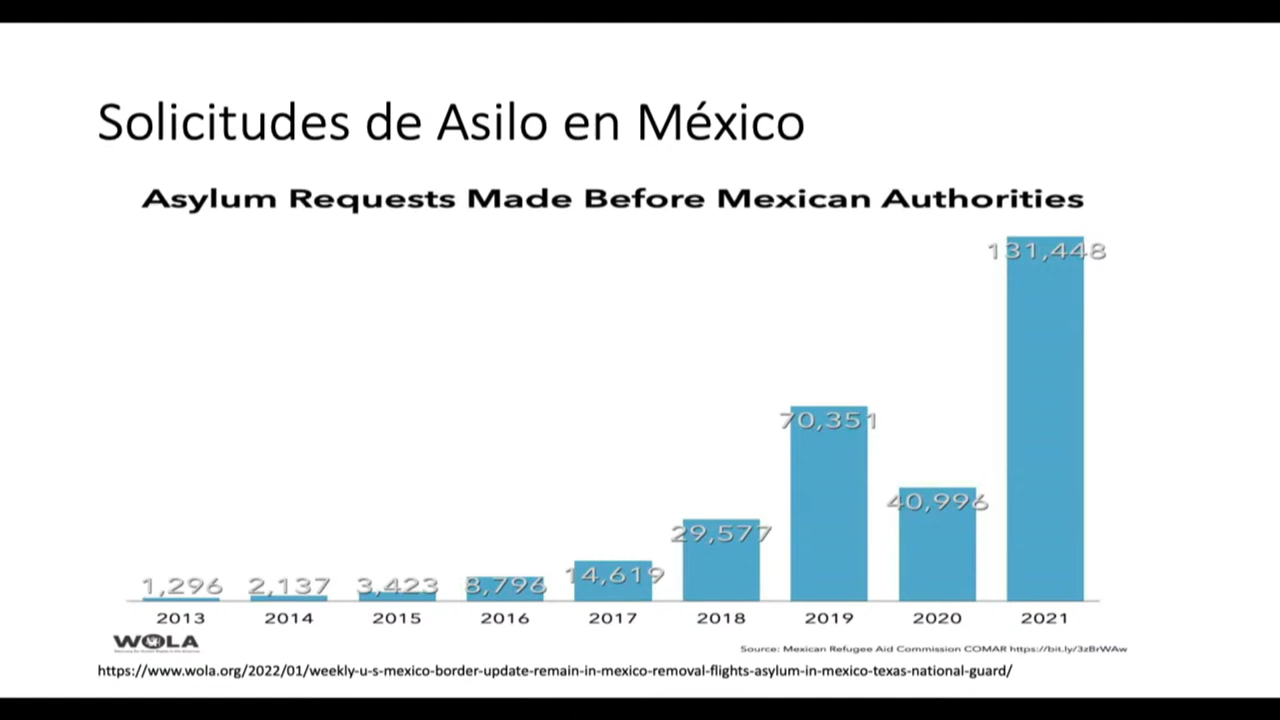 Solicitudes de Asilo en México
Asylum Requests Made Before Mexican Authorities
131,448
70,351
40,996
29,577
14,619
8,796
3,423
2,137
1,296
2013 2014 2015 2016 2017 2018 2019 2020 2021
WOLA
Source: Mexican Refugee Aid Commission COMAR https://bit.ly/3zBrWAw
https://www.wola.org/2022/01/weekly-u-s-mexico-border-update-remain-in-mexico-removal-flights-asylum-in-mexico-texas-national-guard/